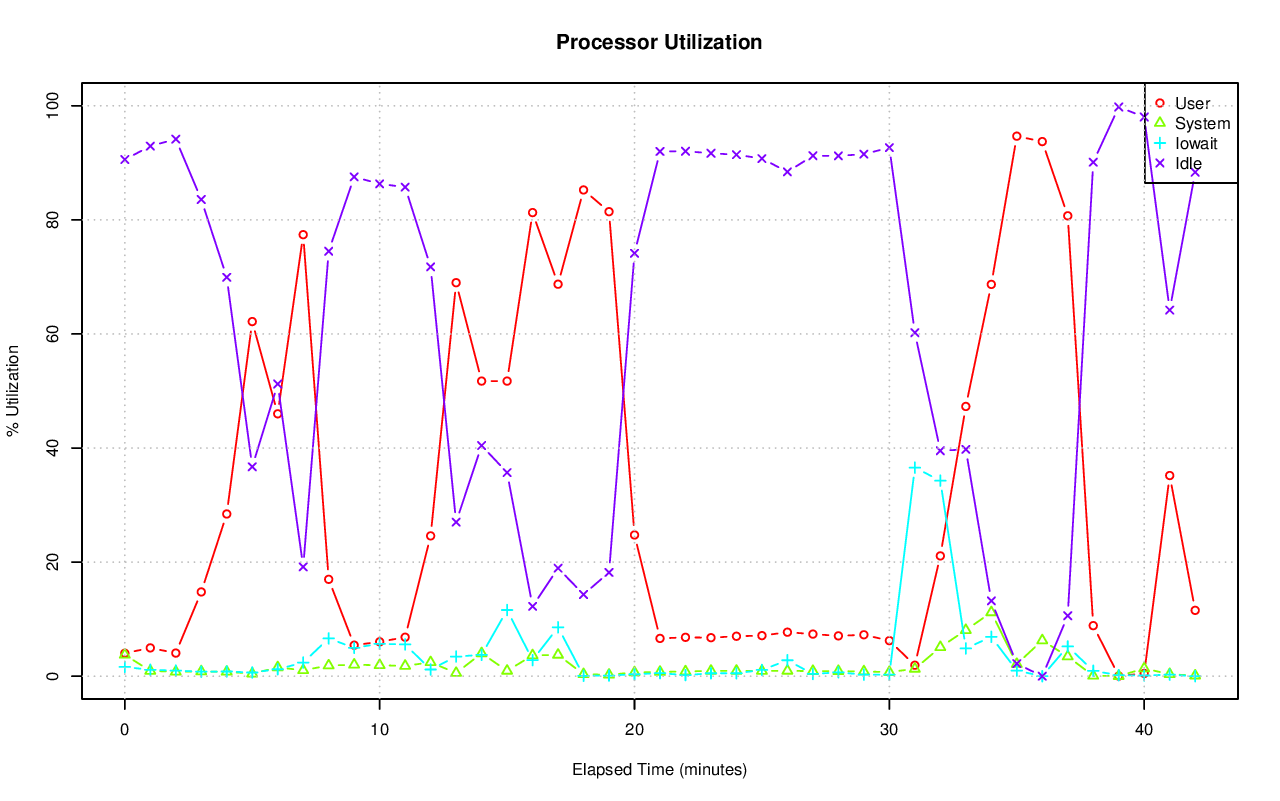 Processor Utilization
% Utilization
100
80
60
40
20
0
User
System
Iowait
Idle
0 10 20 30 40
Elapsed Time (minutes)